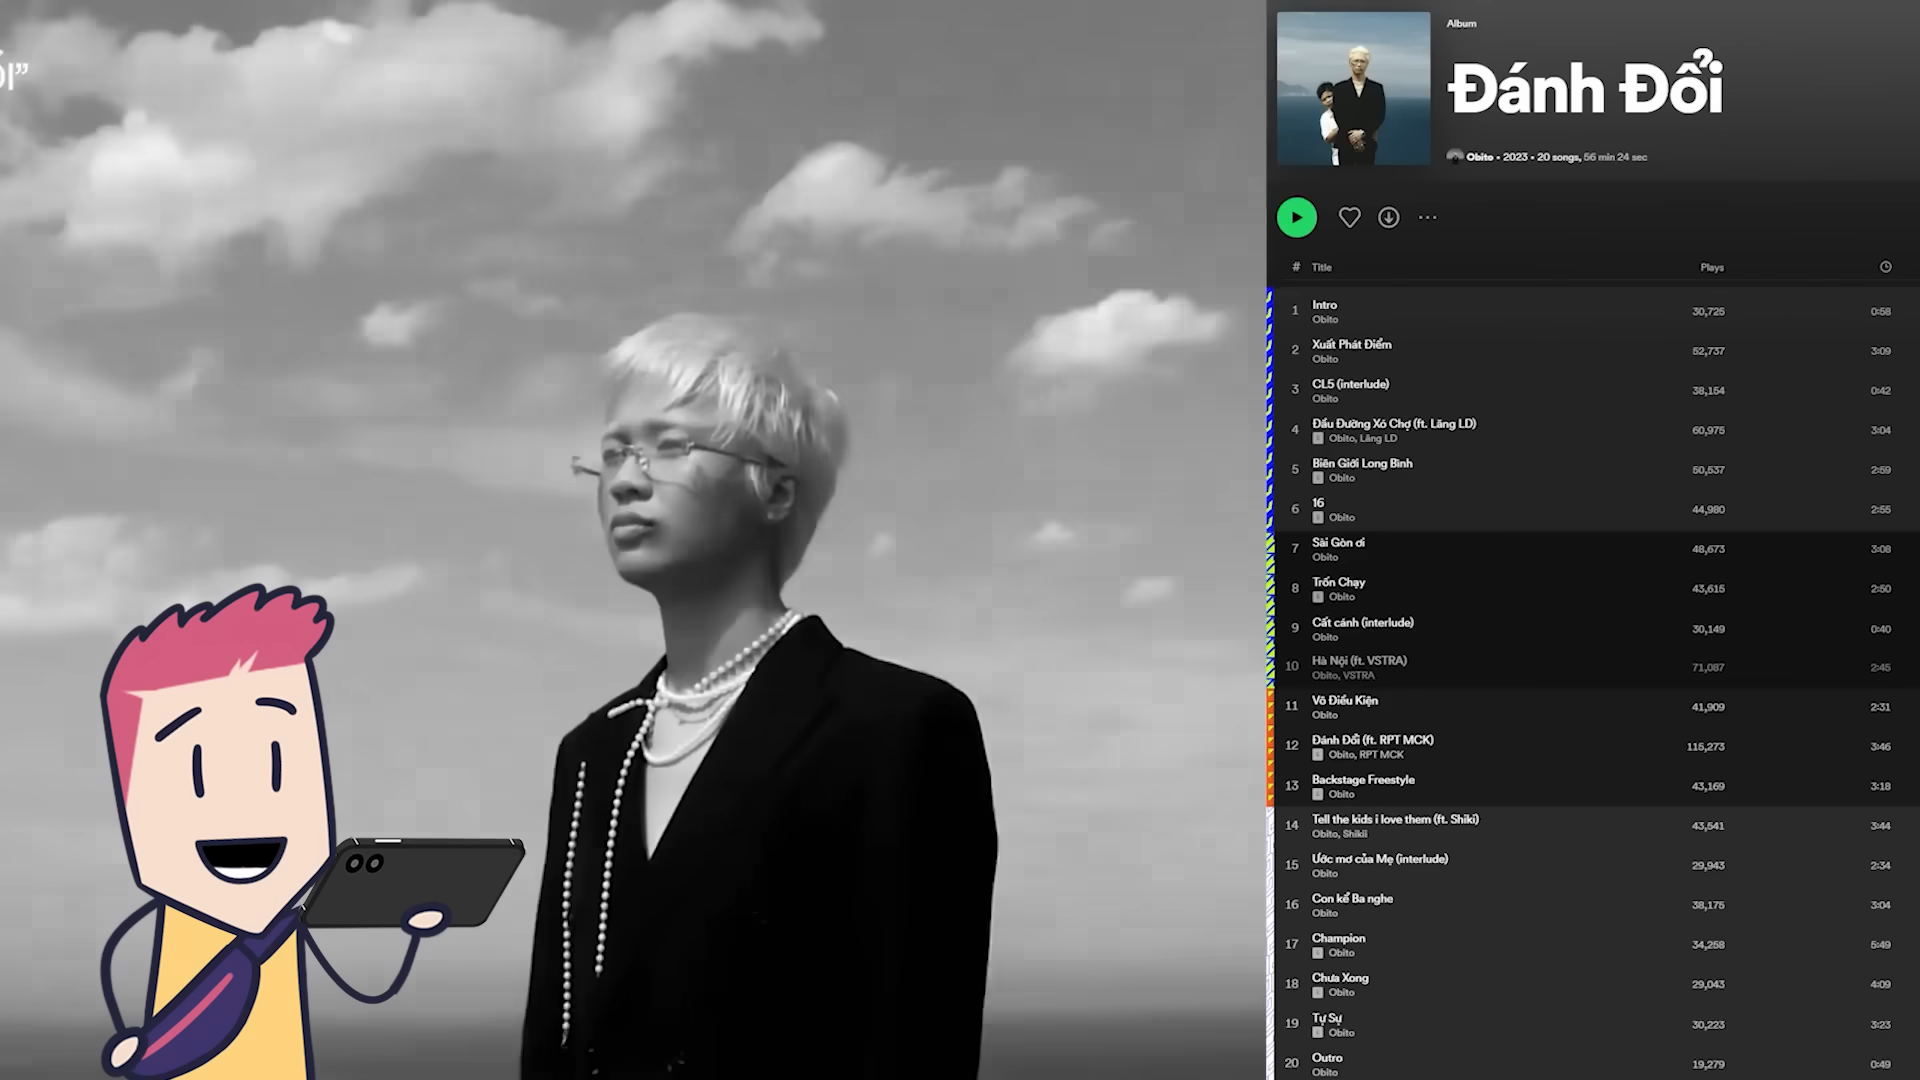 ổi”
Album
Đánh Đổi
Obito • 2023 • 20 songs, 56 min 24 sec
# Title Plays
1 Intro 30,725 0:58
Obito
2 Xuất Phát Điểm 52,737 3:09
Obito
3 CL5 (interlude) 38,154 0:42
Obito
4 Đầu Đường Xó Chợ (ft. Lăng LD) 60,975 3:04
E Obito, Lăng LD
5 Biên Giới Long Bình 50,537 2:59
E Obito
6 16 44,980 2:55
E Obito
7 Sài Gòn ơi 48,673 3:08
Obito
8 Trốn Chạy 43,615 2:50
E Obito
9 Cất cánh (interlude) 30,149 0:40
Obito
10 Hà Nội (ft. VSTRA) 71,087 2:45
Obito, VSTRA
11 Vô Điều Kiện 41,909 2:31
Obito
12 Đánh Đổi (ft. RPT MCK) 115,273 3:46
E Obito, RPT MCK
13 Backstage Freestyle 43,169 3:18
E Obito
14 Tell the kids i love them (ft. Shiki) 43,541 3:44
Obito, Shikii
15 Ước mơ của Mẹ (interlude) 29,943 2:34
Obito
16 Con kể Ba nghe 38,175 3:04
Obito
17 Champion 34,258 5:49
E Obito
18 Chưa Xong 29,043 4:09
E Obito
19 Tự Sự 30,223 3:23
E Obito
20 Outro 19,279 0:49
Obito